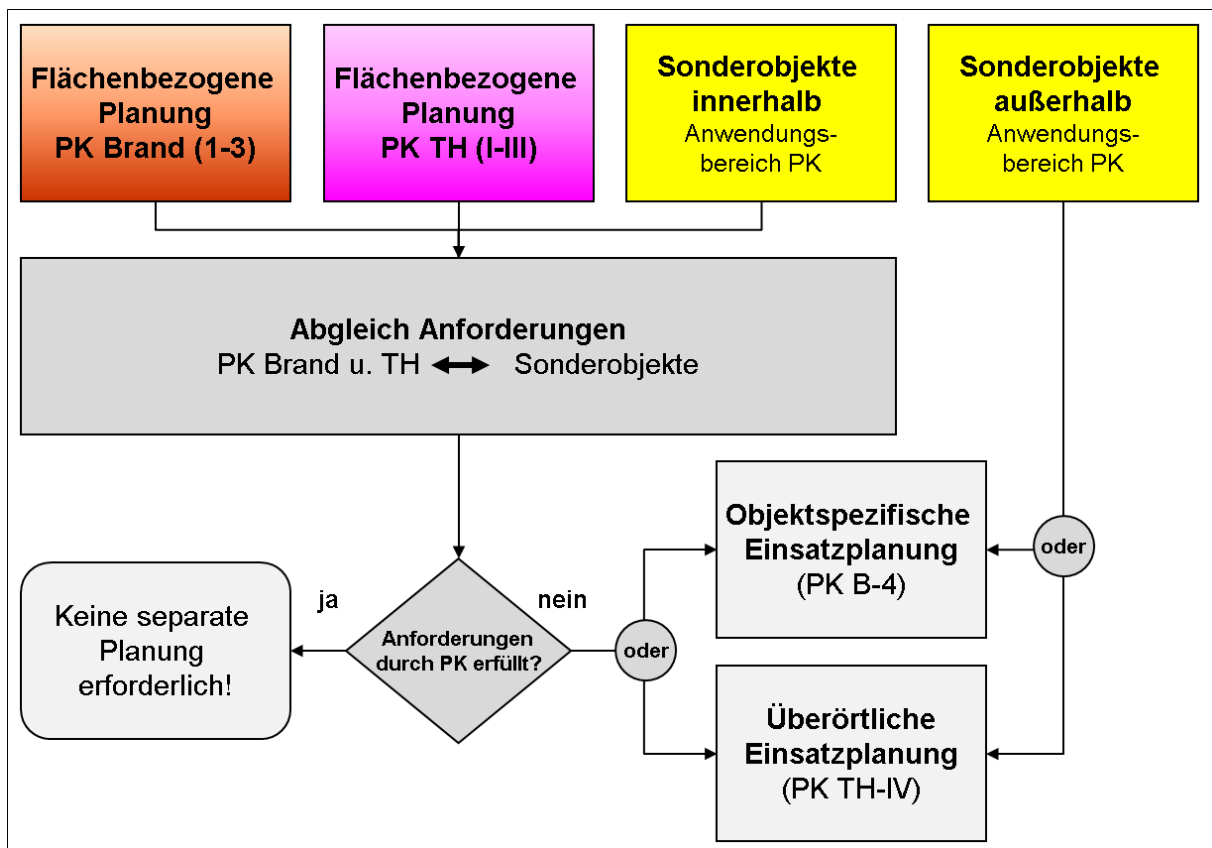 Flächenbezogene
Planung
PK Brand (1-3)
Flächenbezogene
Planung
PK TH (I-III)
Sonderobjekte
innerhalb
Anwendungs-
bereich PK
Sonderobjekte
außerhalb
Anwendungs-
bereich PK
Abgleich Anforderungen
PK Brand u. TH Sonderobjekte
Objektspezifische
Einsatzplanung
(PK B-4)
oder
Keine separate
Planung
erforderlich!
ja
Anforderungen
durch PK erfüllt?
nein
oder
Überörtliche
Einsatzplanung
(PK TH-IV)